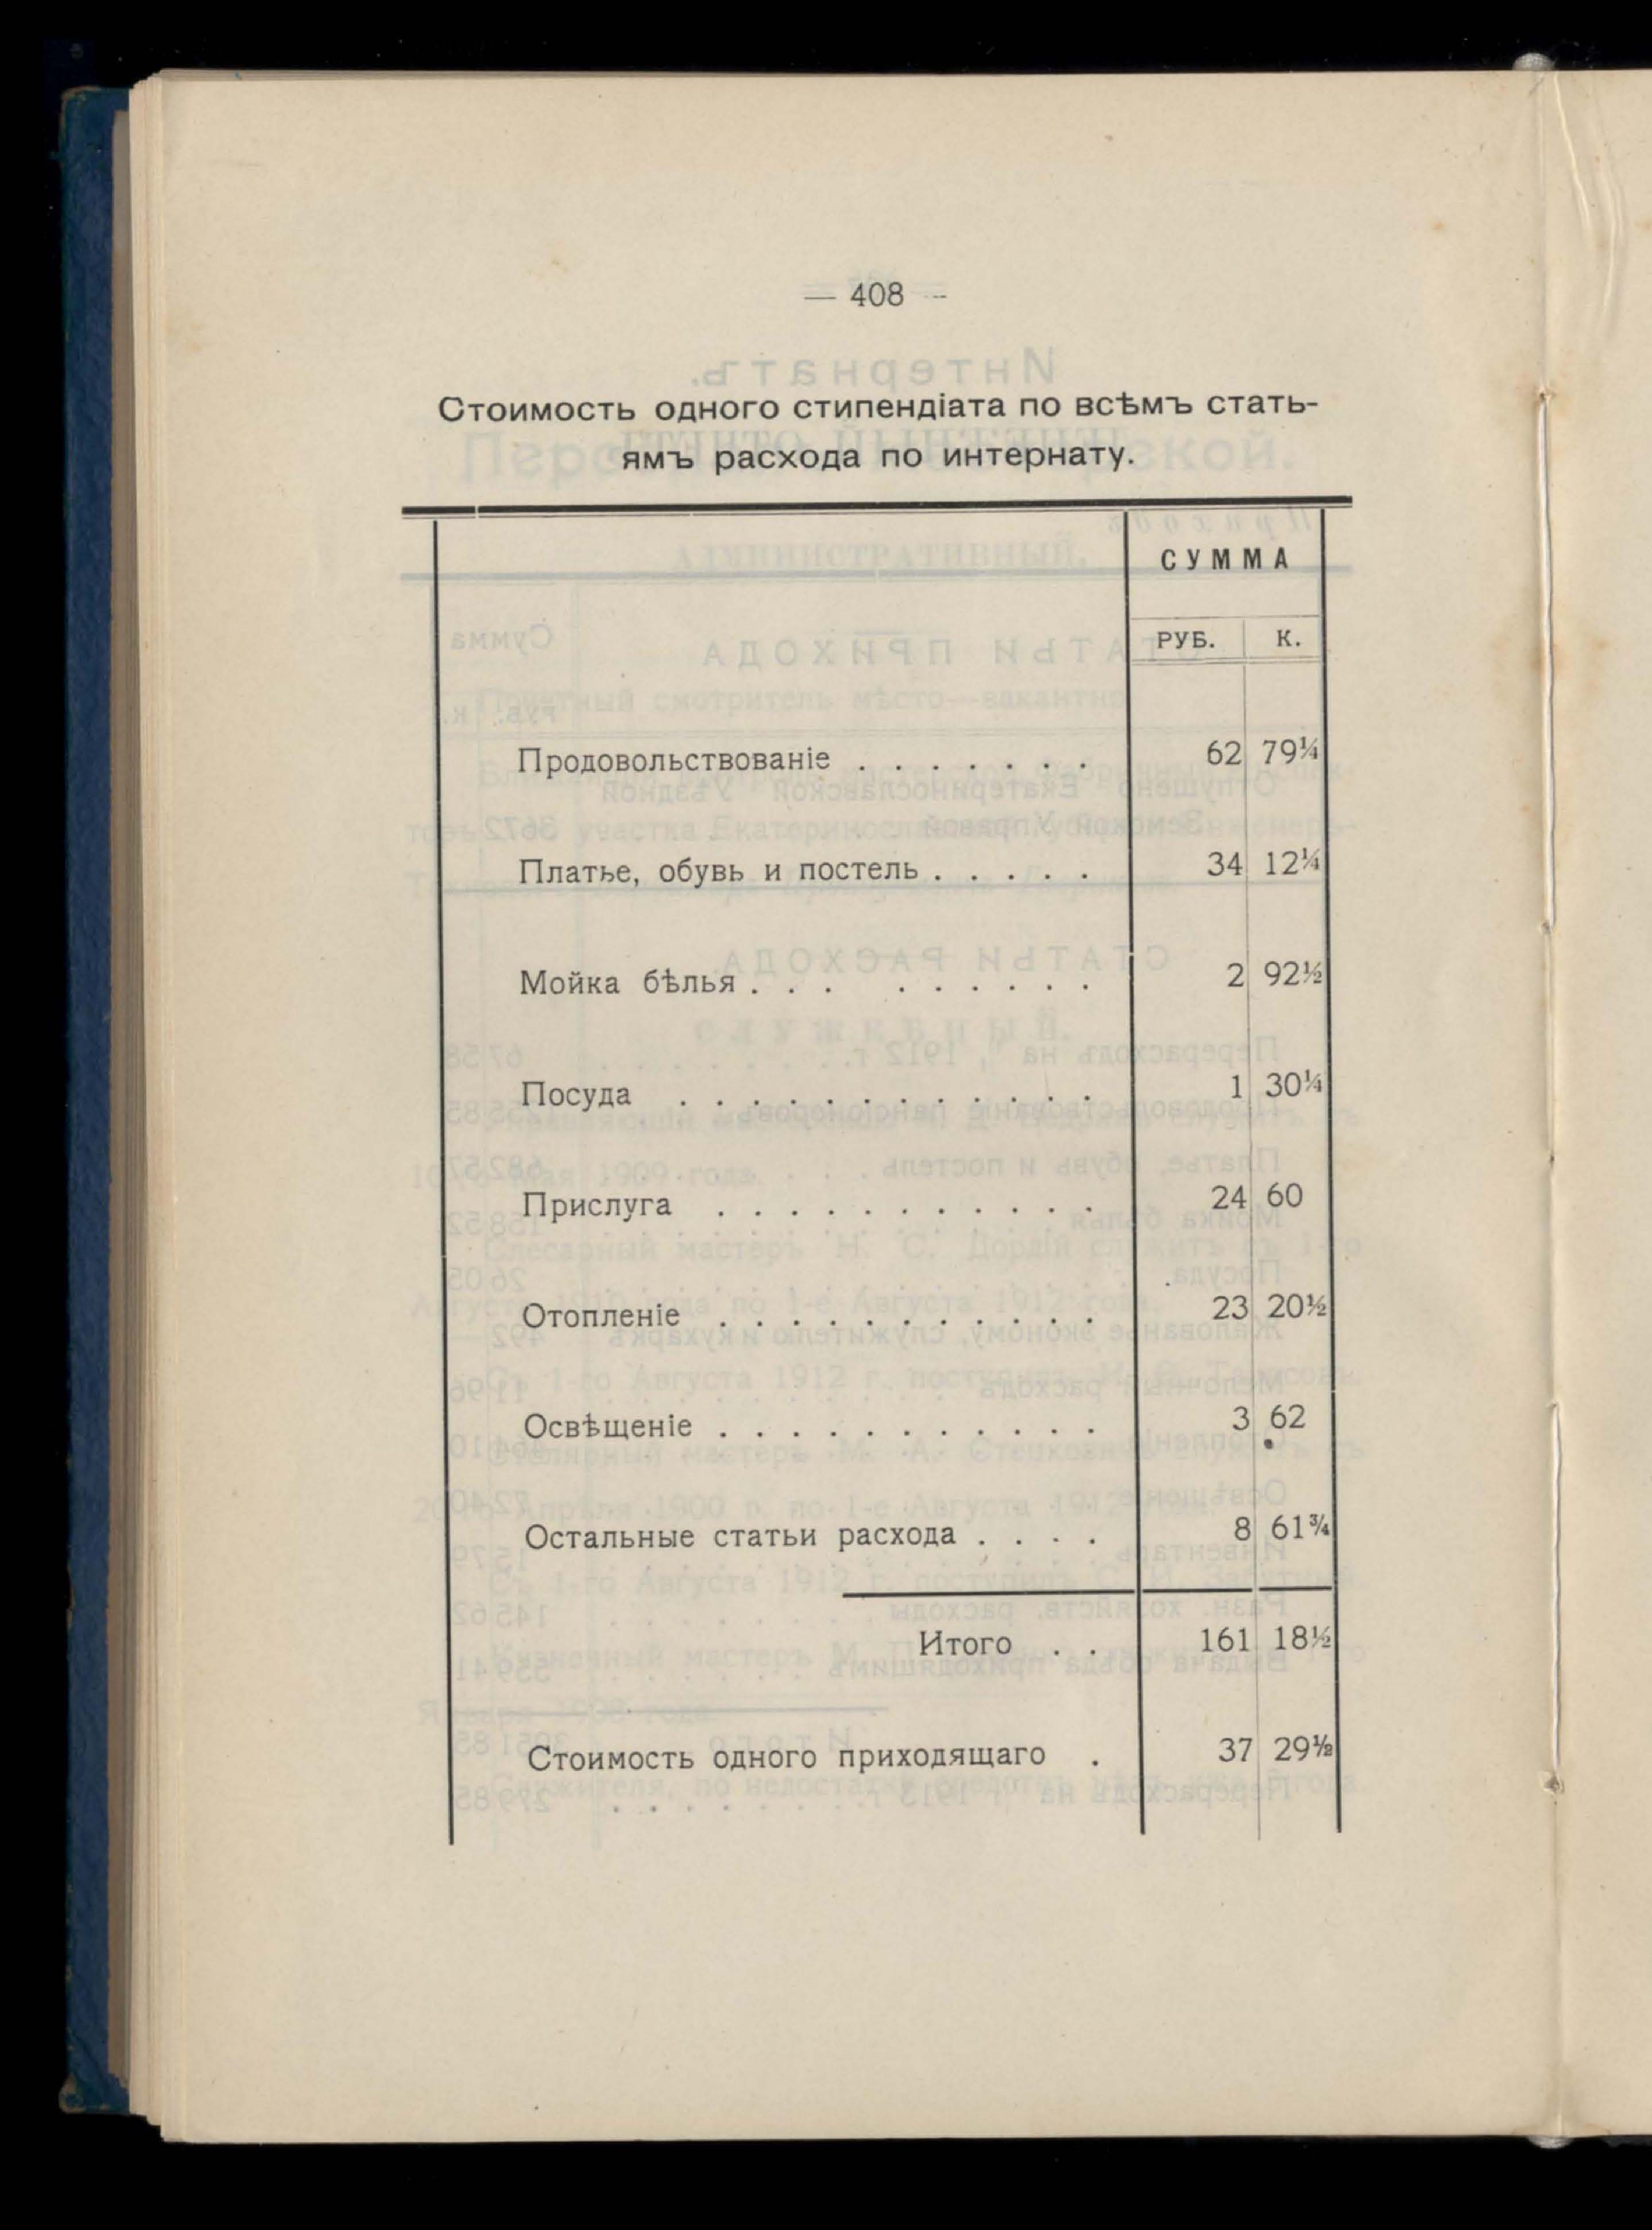 — 408 —
Стоимость одного стипендіата по всѣмъ стать-
ямъ расхода по интернату.
СУММА
РУБ. К.
Продовольствованіе . . . . . . . 62 79¼
Платье, обувь и постель . . . . . 34 12¼
Мойка бѣлья . . . . . . . . . 2 92½
Посуда . . . . . . . . . . . . 1 30¼
Прислуга . . . . . . . . . . . 24 60
Отопленіе . . . . . . . . . . . 23 20½
Освѣщеніе . . . . . . . . . . . 3 62
Остальные статьи расхода . . . . 8 61¾
Итого . . 161 18½
Стоимость одного приходящаго . 37 29½